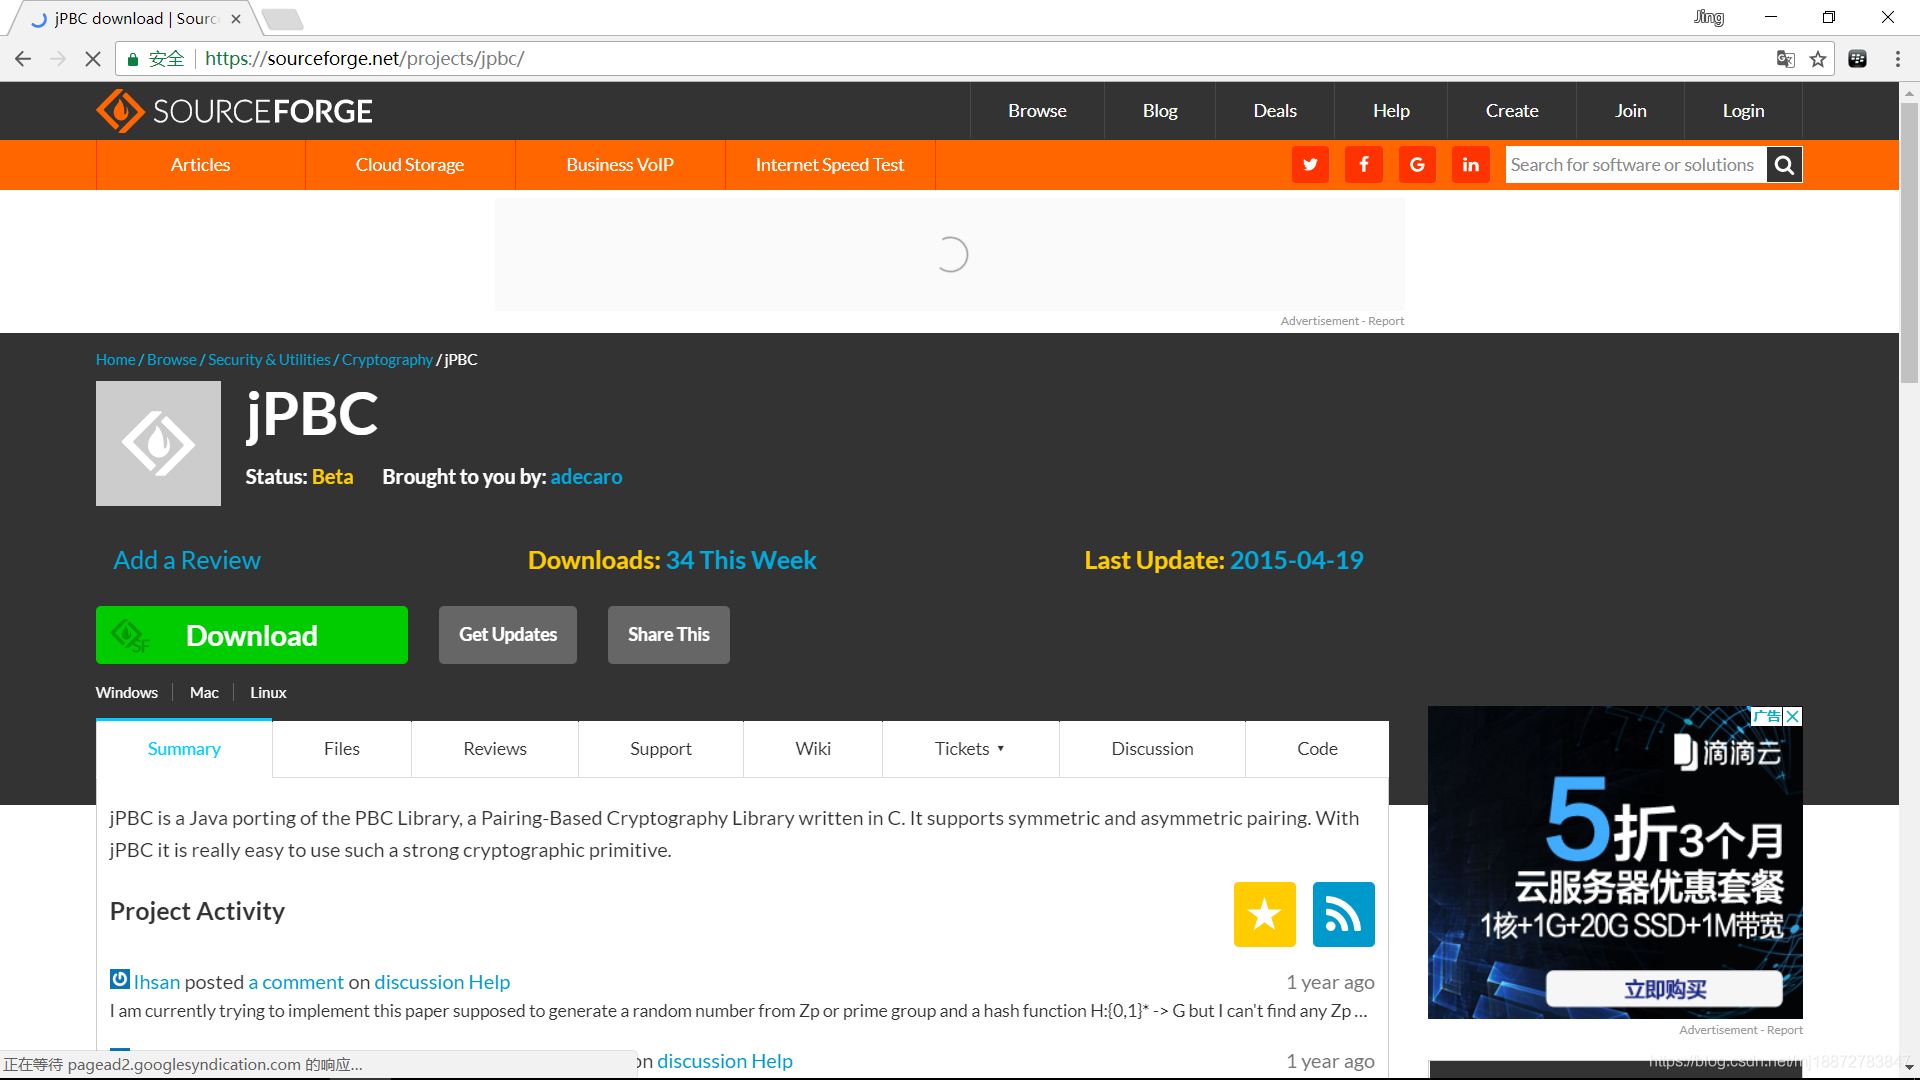 jPBC download | Sourc
Jing
安全
https://sourceforge.net/projects/jpbc/
SOURCEFORGE
Browse
Blog
Deals
Help
Create
Join
Login
Articles
Cloud Storage
Business VoIP
Internet Speed Test
Search for software or solutions
Advertisement - Report
Home / Browse / Security & Utilities / Cryptography / jPBC
jPBC
Status: Beta
Brought to you by: adecaro
Add a Review
Downloads: 34 This Week
Last Update: 2015-04-19
SF
Download
Get Updates
Share This
Windows
Mac
Linux
Summary
Files
Reviews
Support
Wiki
Tickets
Discussion
Code
jPBC is a Java porting of the PBC Library, a Pairing-Based Cryptography Library written in C. It supports symmetric and asymmetric pairing. With
jPBC it is really easy to use such a strong cryptographic primitive.
Project Activity
Ihsan posted a comment on discussion Help
1 year ago
I am currently trying to implement this paper supposed to generate a random number from Zp or prime group and a hash function H:{0,1}* -> G but I can't find any Zp ...
on discussion Help
1 year ago
广告
滴滴云
5折3个月
云服务器优惠套餐
1核+1G+20G SSD+1M带宽
立即购买
Advertisement - Report
正在等待 pagead2.googlesyndication.com 的响应...
https://blog.csdn.net/mj18872783847